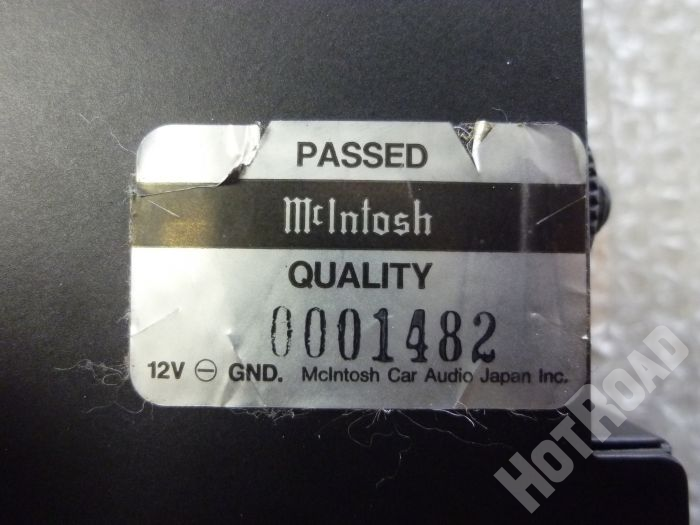 PASSED
McIntosh
QUALITY
0001482
12V ⊖ GND. McIntosh Car Audio Japan Inc.
HOTROAD